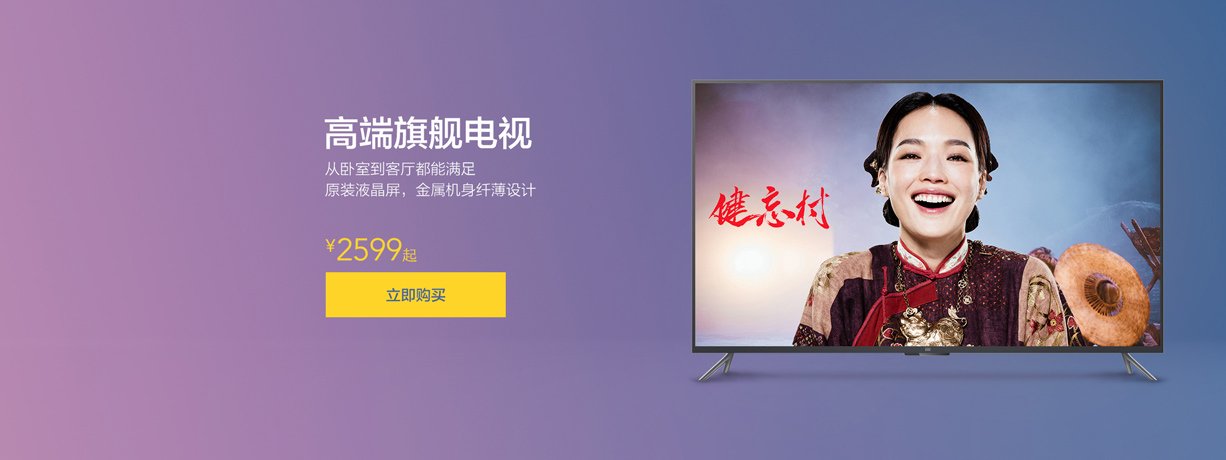 高端旗舰电视
从卧室到客厅都能满足
原装液晶屏，金属机身纤薄设计
¥2599起
立即购买
健忘村